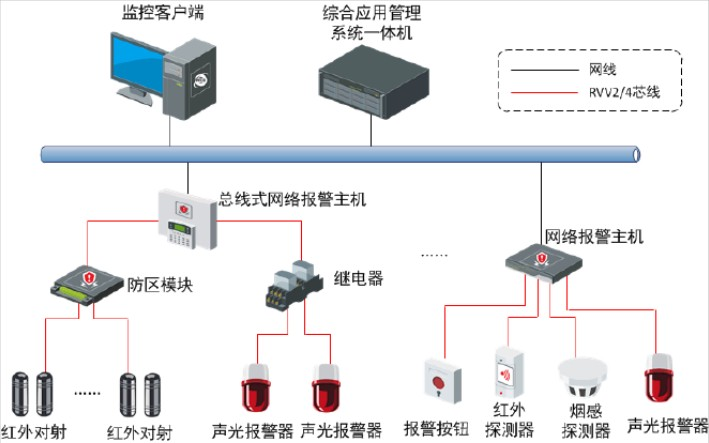 监控客户端
综合应用管理
系统一体机
网线
RVV2/4芯线
总线式网络报警主机
网络报警主机
防区模块
继电器
······
······
红外对射
红外对射
声光报警器
声光报警器
报警按钮
红外
探测器
烟感
探测器
声光报警器